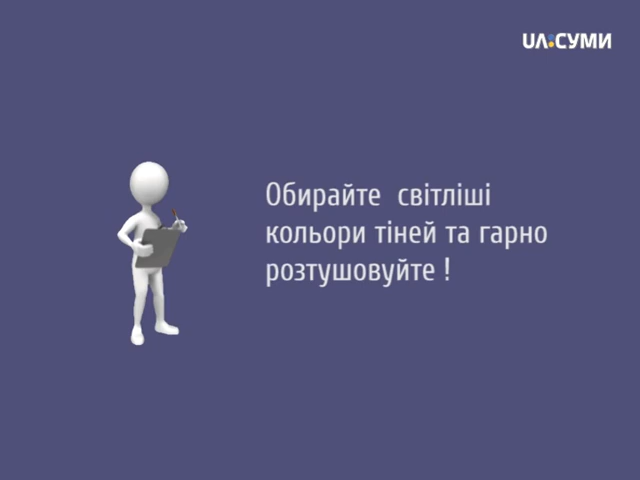 UA:СУМИ
Обирайте світліші
кольори тіней та гарно
розтушовуйте !